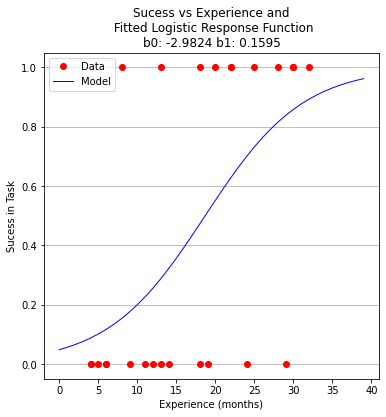 Sucess vs Experience and
Fitted Logistic Response Function
b0: -2.9824 b1: 0.1595
Data
Model
1.0
0.8
0.6
0.4
0.2
0.0
Sucess in Task
0
5
10
15
20
25
30
35
40
Experience (months)